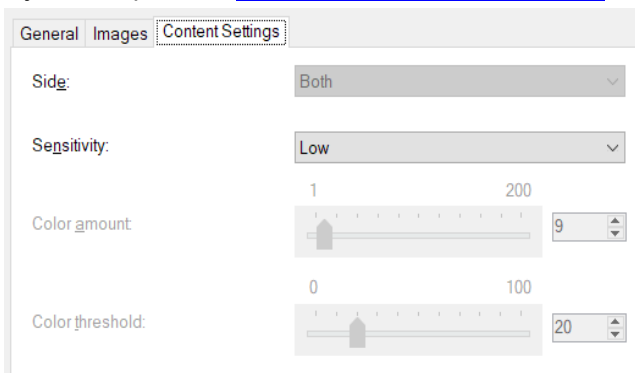 General Images Content Settings
Side: Both
Sensitivity: Low
1 200
Color amount: 9
0 100
Color threshold: 20